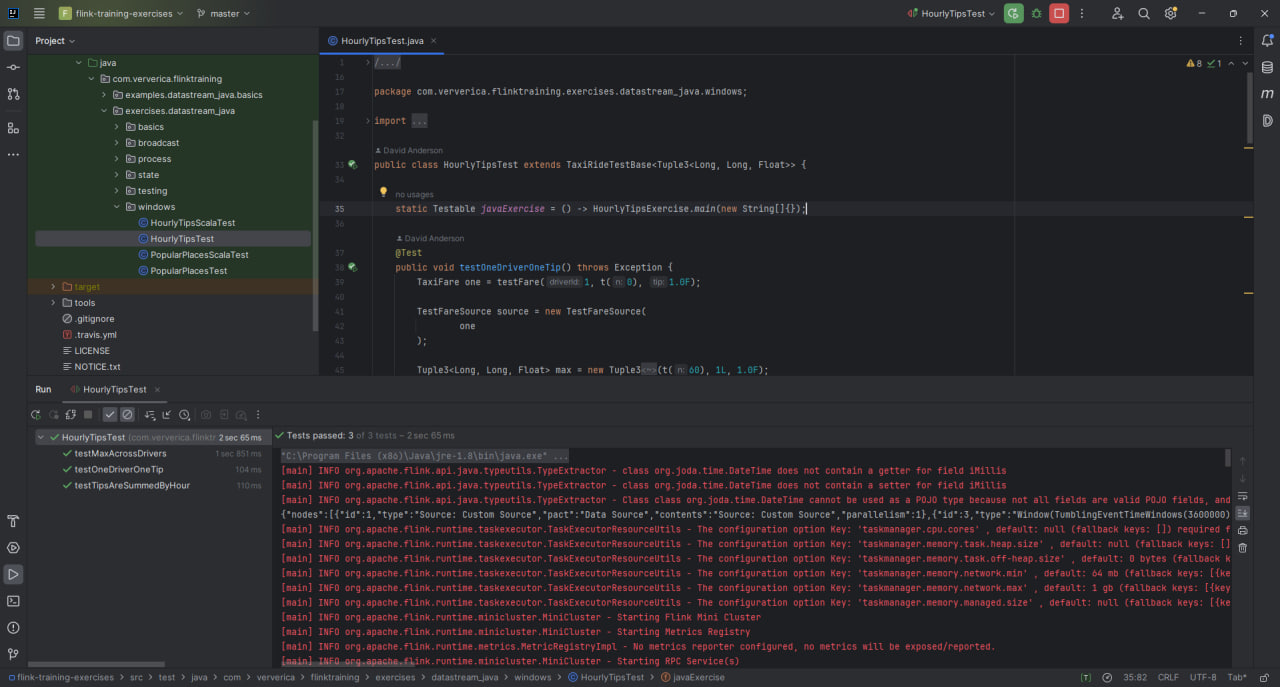 flink-training-exercises
master
HourlyTipsTest
Project
HourlyTipsTest.java
java
com.ververica.flinktraining
examples.datastream_java.basics
exercises.datastream_java
basics
broadcast
process
state
testing
windows
HourlyTipsScalaTest
HourlyTipsTest
PopularPlacesScalaTest
PopularPlacesTest
target
tools
.gitignore
.travis.yml
LICENSE
NOTICE.txt
8 1
1 /.../
16
17 package com.ververica.flinktraining.exercises.datastream_java.windows;
18
19 import ...
32
David Anderson
33 public class HourlyTipsTest extends TaxiRideTestBase<Tuple3<Long, Long, Float>> {
34
no usages
35 static Testable javaExercise = () -> HourlyTipsExercise.main(new String[]{});
36
David Anderson
37 @Test
38 public void testOneDriverOneTip() throws Exception {
39 TaxiFare one = testFare( driverId: 1, t( n: 0), tip: 1.0F);
40
41 TestFareSource source = new TestFareSource(
42 one
43 );
44
45 Tuple3<Long, Long, Float> max = new Tuple3<~>(t( n: 60), 1L, 1.0F);
Run HourlyTipsTest
HourlyTipsTest (com.ververica.flinktr 2 sec 65 ms
testMaxAcrossDrivers 1 sec 851 ms
testOneDriverOneTip 104 ms
testTipsAreSummedByHour 110 ms
Tests passed: 3 of 3 tests – 2 sec 65 ms
"C:\Program Files (x86)\Java\jre-1.8\bin\java.exe" ...
[main] INFO org.apache.flink.api.java.typeutils.TypeExtractor - class org.joda.time.DateTime does not contain a getter for field iMillis
[main] INFO org.apache.flink.api.java.typeutils.TypeExtractor - class org.joda.time.DateTime does not contain a setter for field iMillis
[main] INFO org.apache.flink.api.java.typeutils.TypeExtractor - Class class org.joda.time.DateTime cannot be used as a POJO type because not all fields are valid POJO fields, and
{"nodes":[{"id":1,"type":"Source: Custom Source","pact":"Data Source","contents":"Source: Custom Source","parallelism":1},{"id":3,"type":"Window(TumblingEventTimeWindows(3600000)
[main] INFO org.apache.flink.runtime.taskexecutor.TaskExecutorResourceUtils - The configuration option Key: 'taskmanager.cpu.cores' , default: null (fallback keys: []) required f
[main] INFO org.apache.flink.runtime.taskexecutor.TaskExecutorResourceUtils - The configuration option Key: 'taskmanager.memory.task.heap.size' , default: null (fallback keys: []
[main] INFO org.apache.flink.runtime.taskexecutor.TaskExecutorResourceUtils - The configuration option Key: 'taskmanager.memory.task.off-heap.size' , default: 0 bytes (fallback k
[main] INFO org.apache.flink.runtime.taskexecutor.TaskExecutorResourceUtils - The configuration option Key: 'taskmanager.memory.network.min' , default: 64 mb (fallback keys: [{ke
[main] INFO org.apache.flink.runtime.taskexecutor.TaskExecutorResourceUtils - The configuration option Key: 'taskmanager.memory.network.max' , default: 1 gb (fallback keys: [{key
[main] INFO org.apache.flink.runtime.taskexecutor.TaskExecutorResourceUtils - The configuration option Key: 'taskmanager.memory.managed.size' , default: null (fallback keys: [{ke
[main] INFO org.apache.flink.runtime.minicluster.MiniCluster - Starting Flink Mini Cluster
[main] INFO org.apache.flink.runtime.minicluster.MiniCluster - Starting Metrics Registry
[main] INFO org.apache.flink.runtime.metrics.MetricRegistryImpl - No metrics reporter configured, no metrics will be exposed/reported.
[main] INFO org.apache.flink.runtime.minicluster.MiniCluster - Starting RPC Service(s)
flink-training-exercises > src > test > java > com > ververica > flinktraining > exercises > datastream_java > windows > HourlyTipsTest > javaExercise
35:82 CRLF UTF-8 Tab*